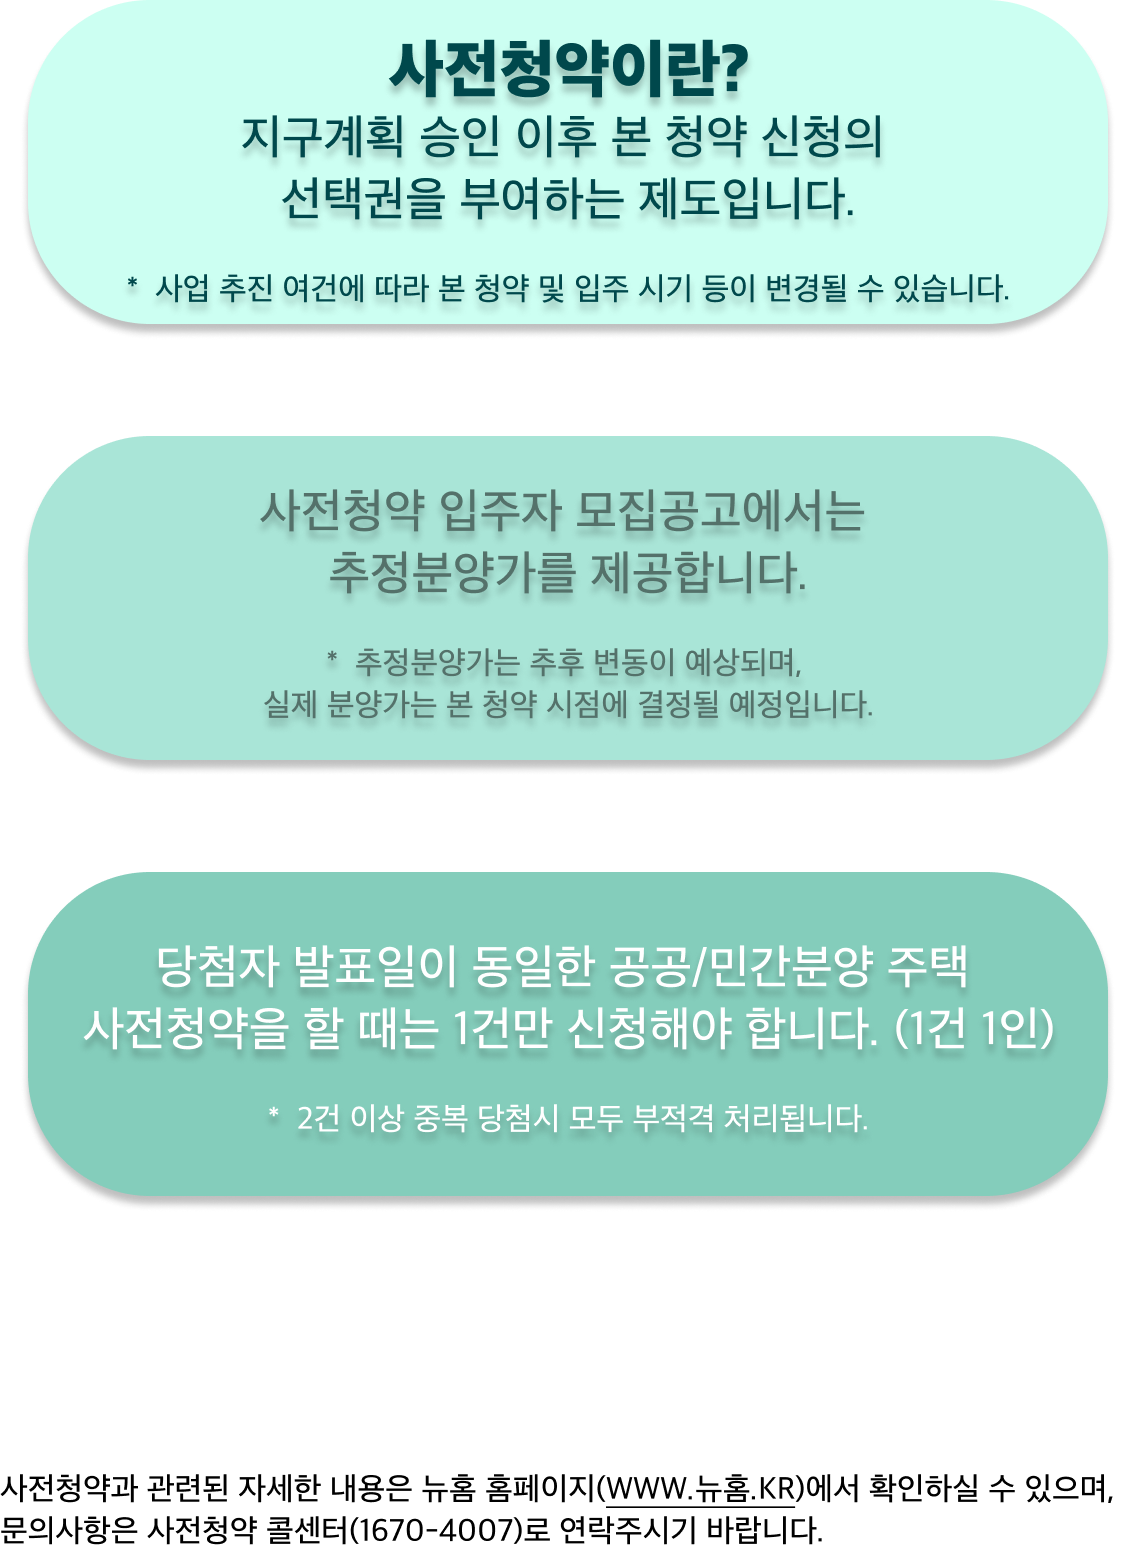 사전청약이란?
지구계획 승인 이후 본 청약 신청의
선택권을 부여하는 제도입니다.
* 사업 추진 여건에 따라 본 청약 및 입주 시기 등이 변경될 수 있습니다.
사전청약 입주자 모집공고에서는
추정분양가를 제공합니다.
* 추정분양가는 추후 변동이 예상되며,
실제 분양가는 본 청약 시점에 결정될 예정입니다.
당첨자 발표일이 동일한 공공/민간분양 주택
사전청약을 할 때는 1건만 신청해야 합니다. (1건 1인)
* 2건 이상 중복 당첨시 모두 부적격 처리됩니다.
사전청약과 관련된 자세한 내용은 뉴홈 홈페이지(WWW.뉴홈.KR)에서 확인하실 수 있으며,
문의사항은 사전청약 콜센터(1670-4007)로 연락주시기 바랍니다.